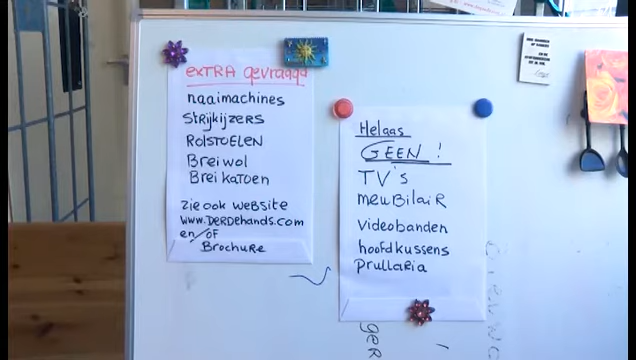 exTRA gevraagd
naaimachines
Strijkijzers
ROLSTOELEN
Breiwol
Breikatoen
zie ook website
www.DerDehands.com
en/of
Brochure
Helaas
GEEN !
TV's
meuBilaiR
videobanden
hoofdkussens
prullaria